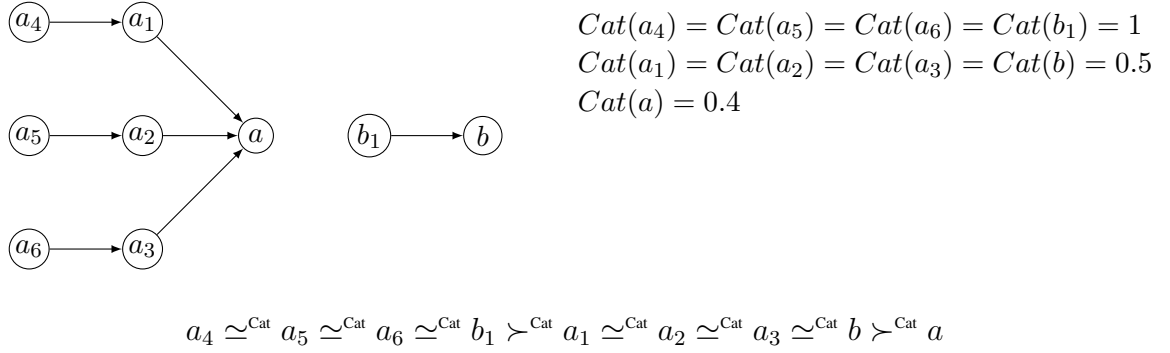 a₄ a₁
a₅ a₂ a b₁ b
a₆ a₃
Cat(a₄) = Cat(a₅) = Cat(a₆) = Cat(b₁) = 1
Cat(a₁) = Cat(a₂) = Cat(a₃) = Cat(b) = 0.5
Cat(a) = 0.4
a₄ ≃^Cat a₅ ≃^Cat a₆ ≃^Cat b₁ ≻^Cat a₁ ≃^Cat a₂ ≃^Cat a₃ ≃^Cat b ≻^Cat a